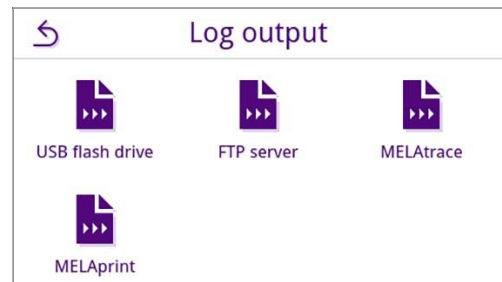 Log output
USB flash drive
FTP server
MELAtrace
MELAprint